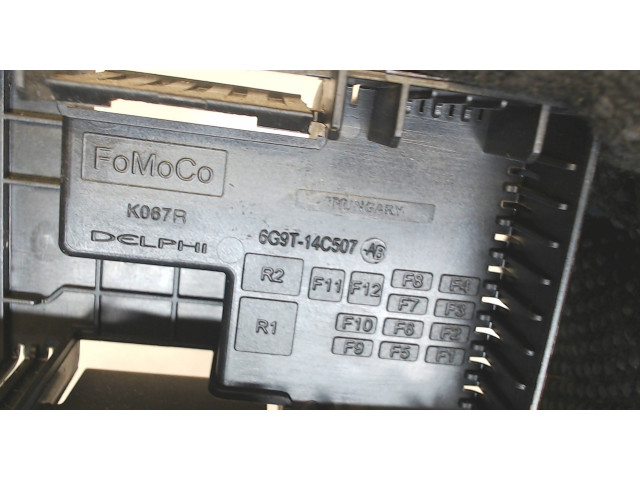 FoMoCo
HUNGARY
K067R
DELPHI
6G9T-14C507 AB
R2 F11 F12 F8 F4
F7 F3
R1 F10 F6 F2
F9 F5 F1